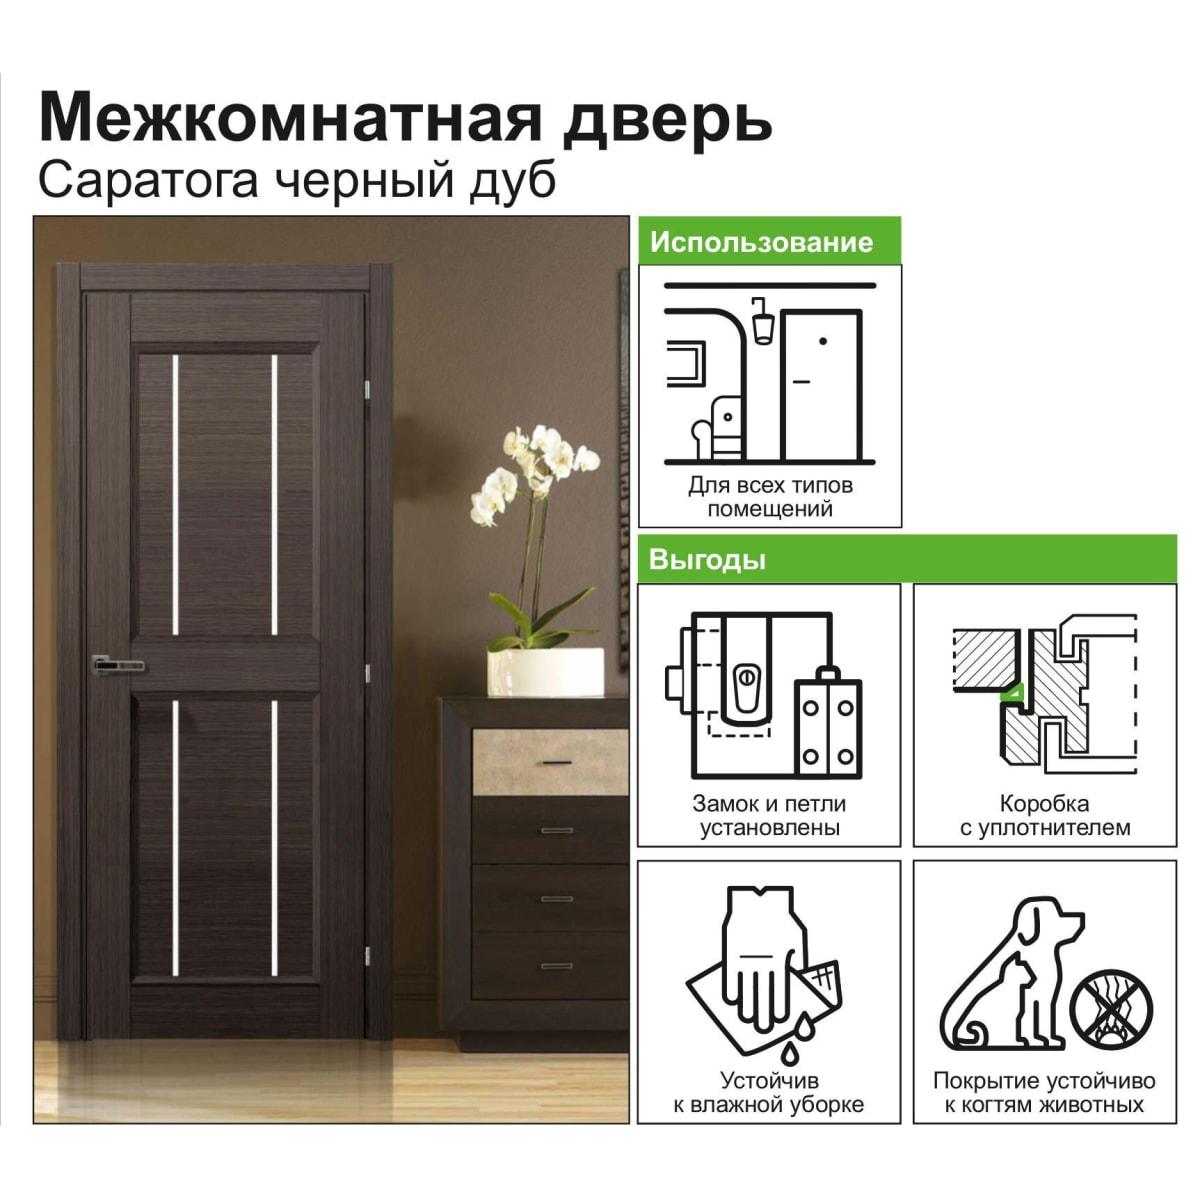 Межкомнатная дверь
Саратога черный дуб
Использование
Для всех типов
помещений
Выгоды
Замок и петли
установлены
Коробка
с уплотнителем
Устойчив
к влажной уборке
Покрытие устойчиво
к когтям животных